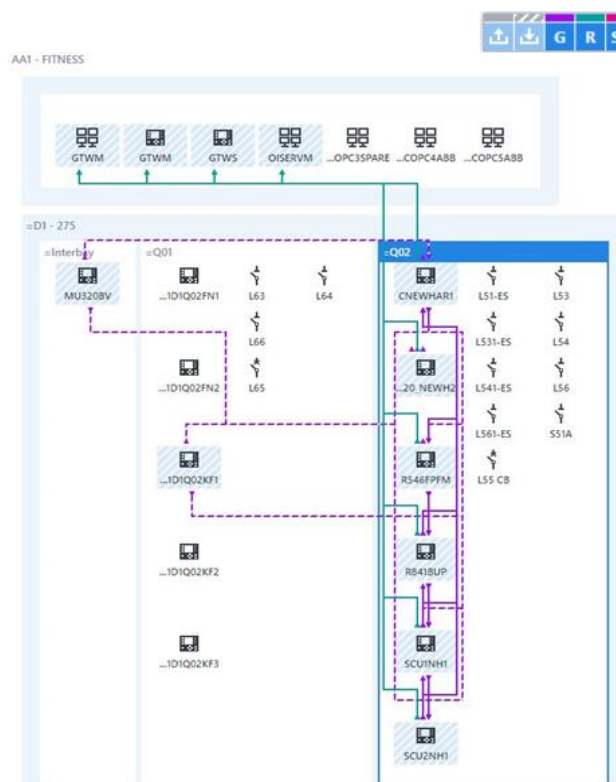 G R S
AA1 - FITNESS
GTWM GTWM GTWS OISERVM ...OPC3SPARE ...COPC4ABB ...COPC5ABB
=D1 - 275
=Interbay =Q01 =Q02
MU320BV ...1D1Q02FN1 L63 L64 CNEWHAR1 L51-ES L53
L66 L531-ES L54
...1D1Q02FN2 L65 ...20_NEWH2 L541-ES L56
L561-ES S51A
...1D1Q02KF1 R546FPFM L55 CB
...1D1Q02KF2 R841BUP
...1D1Q02KF3 SCU1NH1
SCU2NH1